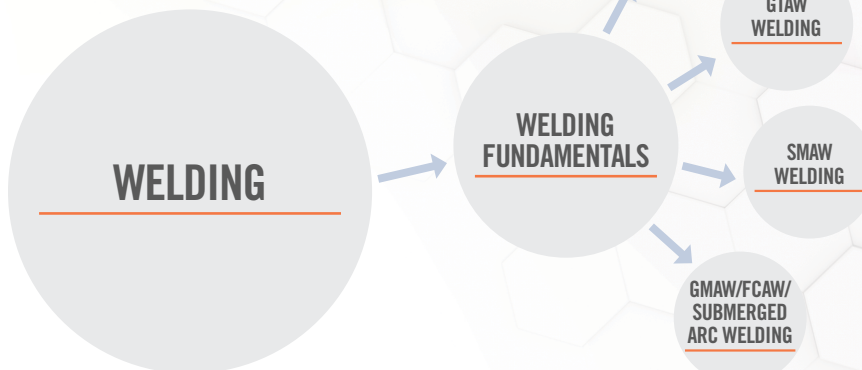 WELDING
WELDING
FUNDAMENTALS
GTAW
WELDING
SMAW
WELDING
GMAW/FCAW/
SUBMERGED
ARC WELDING